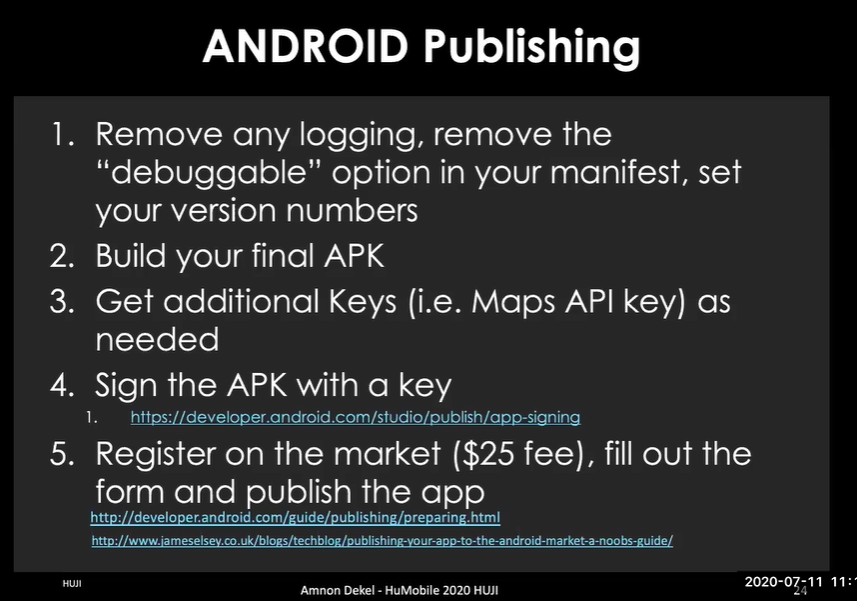 ANDROID Publishing
1. Remove any logging, remove the
“debuggable” option in your manifest, set
your version numbers
2. Build your final APK
3. Get additional Keys (i.e. Maps API key) as
needed
4. Sign the APK with a key
1. https://developer.android.com/studio/publish/app-signing
5. Register on the market ($25 fee), fill out the
form and publish the app
http://developer.android.com/guide/publishing/preparing.html
http://www.jameselsey.co.uk/blogs/techblog/publishing-your-app-to-the-android-market-a-noobs-guide/
HUJI
Amnon Dekel - HuMobile 2020 HUJI
2020-07-11
24